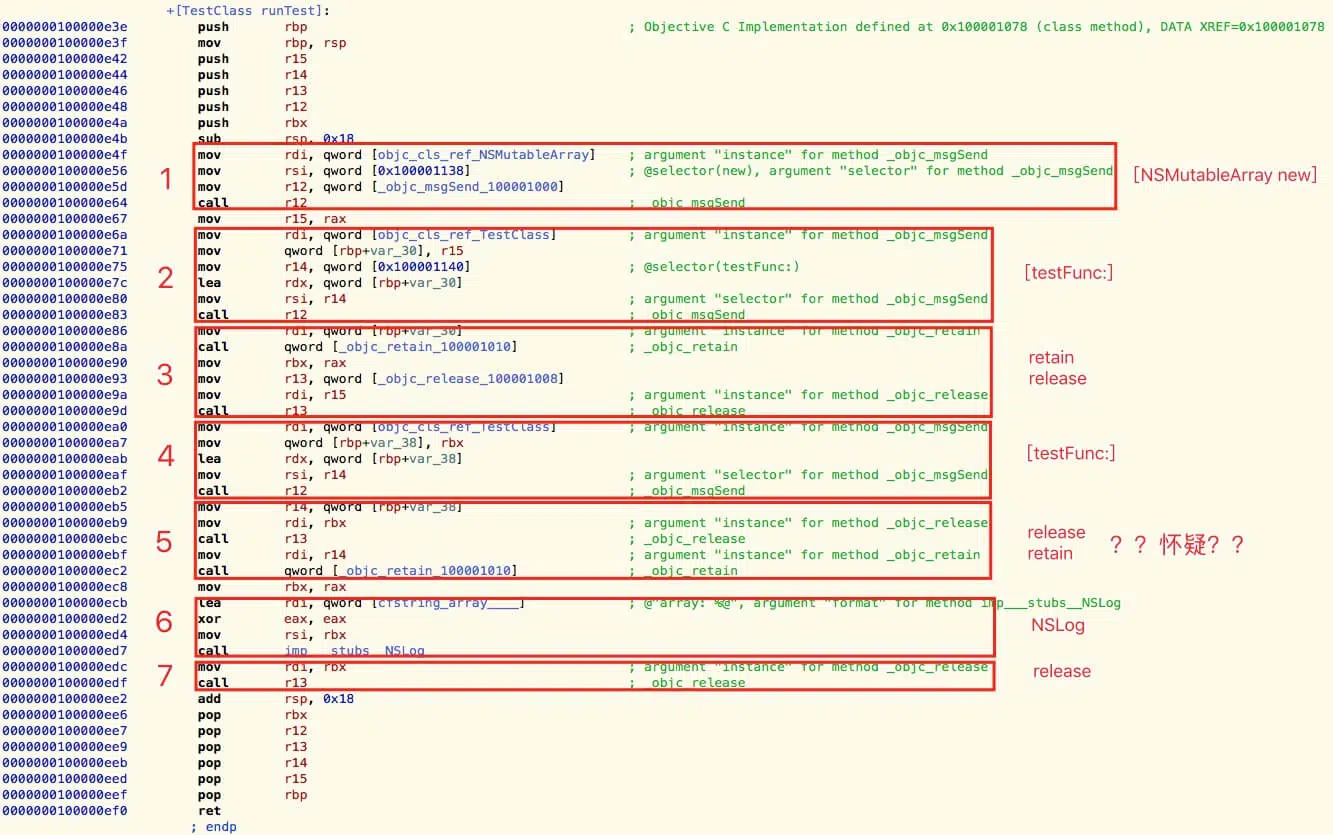 +[TestClass runTest]:
0000000100000e3e push rbp ; Objective C Implementation defined at 0x100001078 (class method), DATA XREF=0x100001078
0000000100000e3f mov rbp, rsp
0000000100000e42 push r15
0000000100000e44 push r14
0000000100000e46 push r13
0000000100000e48 push r12
0000000100000e4a push rbx
0000000100000e4b sub rsp, 0x18
0000000100000e4f mov rdi, qword [objc_cls_ref_NSMutableArray] ; argument "instance" for method _objc_msgSend
0000000100000e56 mov rsi, qword [0x100001138] ; @selector(new), argument "selector" for method _objc_msgSend
1 [NSMutableArray new]
0000000100000e5d mov r12, qword [_objc_msgSend_100001000]
0000000100000e64 call r12 ; _objc_msgSend
0000000100000e67 mov r15, rax
0000000100000e6a mov rdi, qword [objc_cls_ref_TestClass] ; argument "instance" for method _objc_msgSend
0000000100000e71 mov qword [rbp+var_30], r15
0000000100000e75 mov r14, qword [0x100001140] ; @selector(testFunc:)
2 [testFunc:]
0000000100000e7c lea rdx, qword [rbp+var_30]
0000000100000e80 mov rsi, r14 ; argument "selector" for method _objc_msgSend
0000000100000e83 call r12 ; _objc_msgSend
0000000100000e86 mov rdi, qword [rbp+var_30] ; argument "instance" for method _objc_retain
0000000100000e8a call qword [_objc_retain_100001010] ; _objc_retain
0000000100000e90 mov rbx, rax
3 retain
release
0000000100000e93 mov r13, qword [_objc_release_100001008]
0000000100000e9a mov rdi, r15 ; argument "instance" for method _objc_release
0000000100000e9d call r13 ; _objc_release
0000000100000ea0 mov rdi, qword [objc_cls_ref_TestClass] ; argument "instance" for method _objc_msgSend
0000000100000ea7 mov qword [rbp+var_38], rbx
4 [testFunc:]
0000000100000eab lea rdx, qword [rbp+var_38]
0000000100000eaf mov rsi, r14 ; argument "selector" for method _objc_msgSend
0000000100000eb2 call r12 ; _objc_msgSend
0000000100000eb5 mov r14, qword [rbp+var_38]
0000000100000eb9 mov rdi, rbx ; argument "instance" for method _objc_release
0000000100000ebc call r13 ; _objc_release
5 release
retain ？？怀疑？？
0000000100000ebf mov rdi, r14 ; argument "instance" for method _objc_retain
0000000100000ec2 call qword [_objc_retain_100001010] ; _objc_retain
0000000100000ec8 mov rbx, rax
0000000100000ecb lea rdi, qword [cfstring_array____] ; @"array: %@", argument "format" for method imp___stubs__NSLog
0000000100000ed2 xor eax, eax
6 NSLog
0000000100000ed4 mov rsi, rbx
0000000100000ed7 call imp___stubs__NSLog
0000000100000edc mov rdi, rbx ; argument "instance" for method _objc_release
7 release
0000000100000edf call r13 ; _objc_release
0000000100000ee2 add rsp, 0x18
0000000100000ee6 pop rbx
0000000100000ee7 pop r12
0000000100000ee9 pop r13
0000000100000eeb pop r14
0000000100000eed pop r15
0000000100000eef pop rbp
0000000100000ef0 ret
; endp